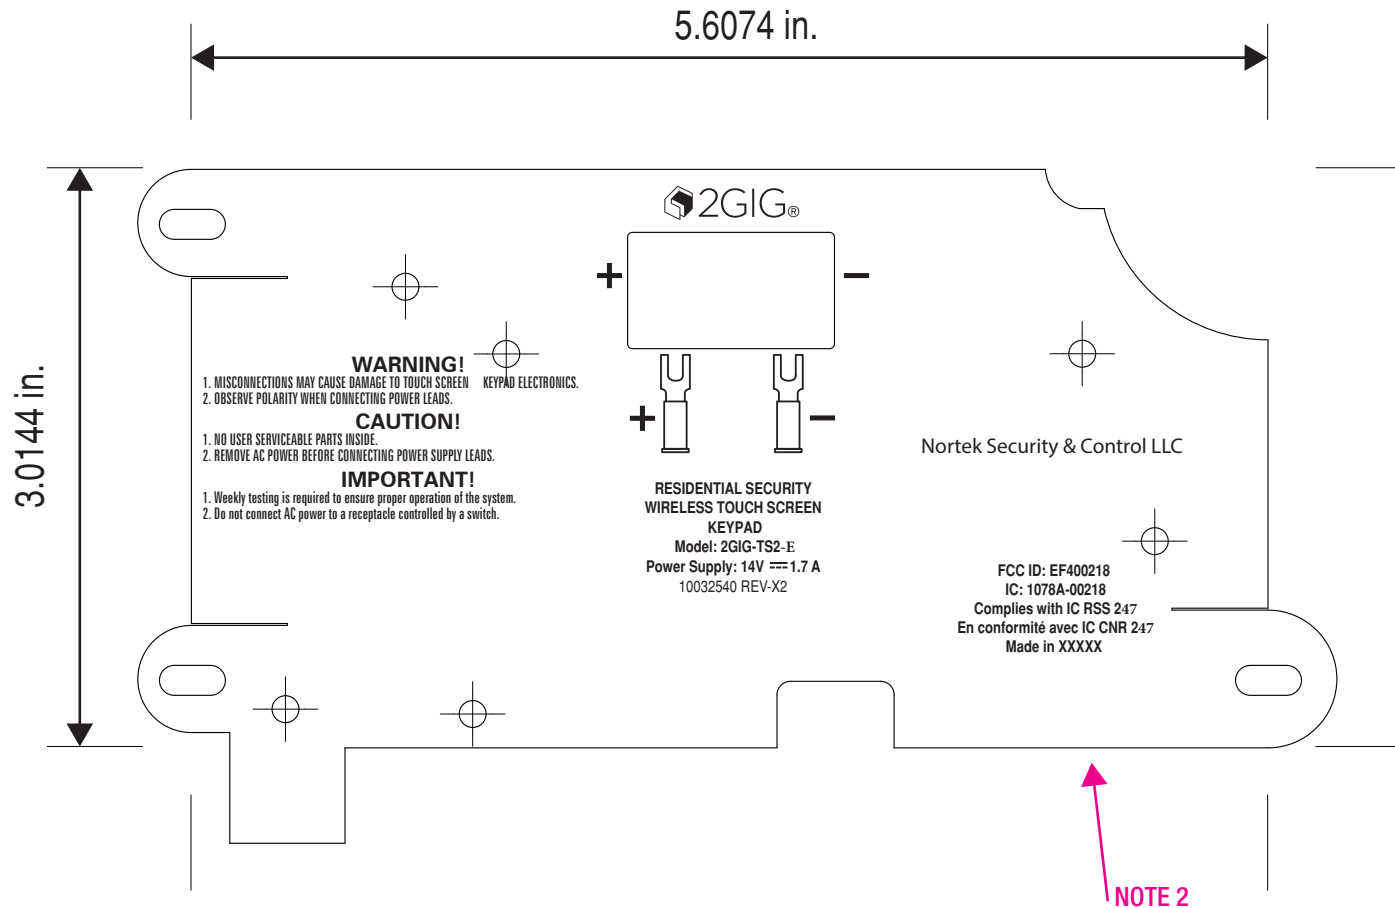 5.6074 in.
3.0144 in.
2GIG®
+ −
WARNING!
1. MISCONNECTIONS MAY CAUSE DAMAGE TO TOUCH SCREEN KEYPAD ELECTRONICS.
2. OBSERVE POLARITY WHEN CONNECTING POWER LEADS.
CAUTION!
1. NO USER SERVICEABLE PARTS INSIDE.
2. REMOVE AC POWER BEFORE CONNECTING POWER SUPPLY LEADS.
IMPORTANT!
1. Weekly testing is required to ensure proper operation of the system.
2. Do not connect AC power to a receptacle controlled by a switch.
+ −
RESIDENTIAL SECURITY
WIRELESS TOUCH SCREEN
KEYPAD
Model: 2GIG-TS2-E
Power Supply: 14V ⎓ 1.7 A
10032540 REV-X2
Nortek Security & Control LLC
FCC ID: EF400218
IC: 1078A-00218
Complies with IC RSS 247
En conformité avec IC CNR 247
Made in XXXXX
NOTE 2